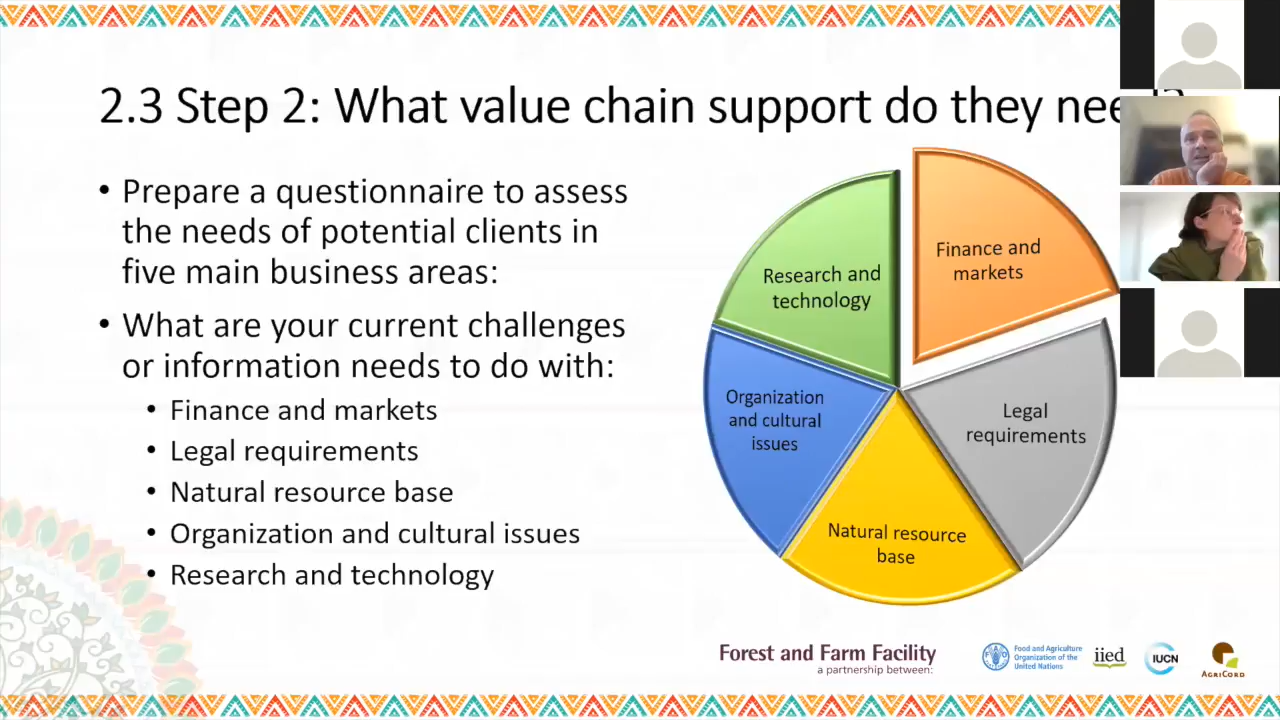 2.3 Step 2: What value chain support do they nee
• Prepare a questionnaire to assess
the needs of potential clients in
five main business areas:
• What are your current challenges
or information needs to do with:
• Finance and markets
• Legal requirements
• Natural resource base
• Organization and cultural issues
• Research and technology
Finance and
markets
Legal
requirements
Natural resource
base
Organization
and cultural
issues
Research and
technology
Forest and Farm Facility
a partnership between:
Food and Agriculture
Organization of the
United Nations
iied
IUCN
AGRICORD